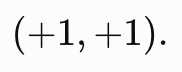 (+1, +1).